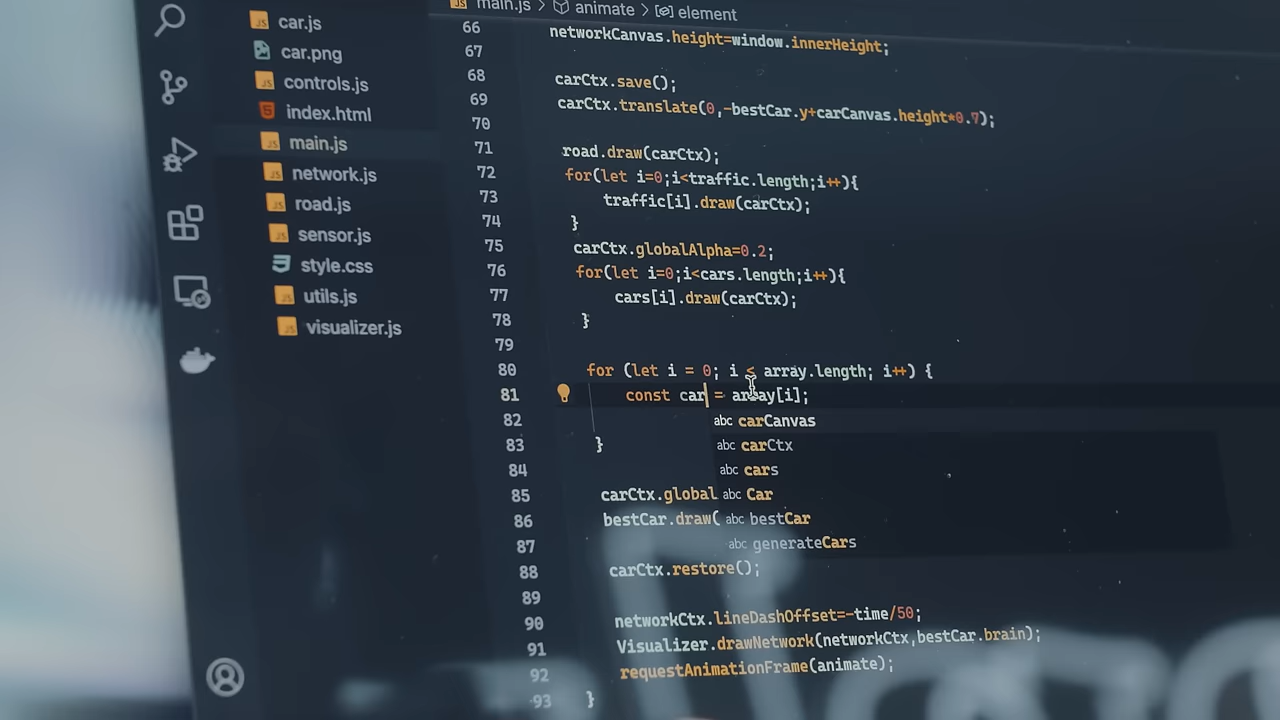 main.js > animate > element
car.js
car.png
controls.js
index.html
main.js
network.js
road.js
sensor.js
style.css
utils.js
visualizer.js
66 networkCanvas.height=window.innerHeight;
67
68 carCtx.save();
69 carCtx.translate(0,-bestCar.y+carCanvas.height*0.7);
70
71 road.draw(carCtx);
72 for(let i=0;i<traffic.length;i++){
73 traffic[i].draw(carCtx);
74 }
75 carCtx.globalAlpha=0.2;
76 for(let i=0;i<cars.length;i++){
77 cars[i].draw(carCtx);
78 }
79
80 for (let i = 0; i < array.length; i++) {
81 const car = array[i];
82
83 }
84
85 carCtx.global
86 bestCar.draw(
87
88 carCtx.restore();
89
90 networkCtx.lineDashOffset=-time/50;
91 Visualizer.drawNetwork(networkCtx,bestCar.brain);
92 requestAnimationFrame(animate);
93 }
abc carCanvas
abc carCtx
abc cars
abc Car
abc bestCar
abc generateCars